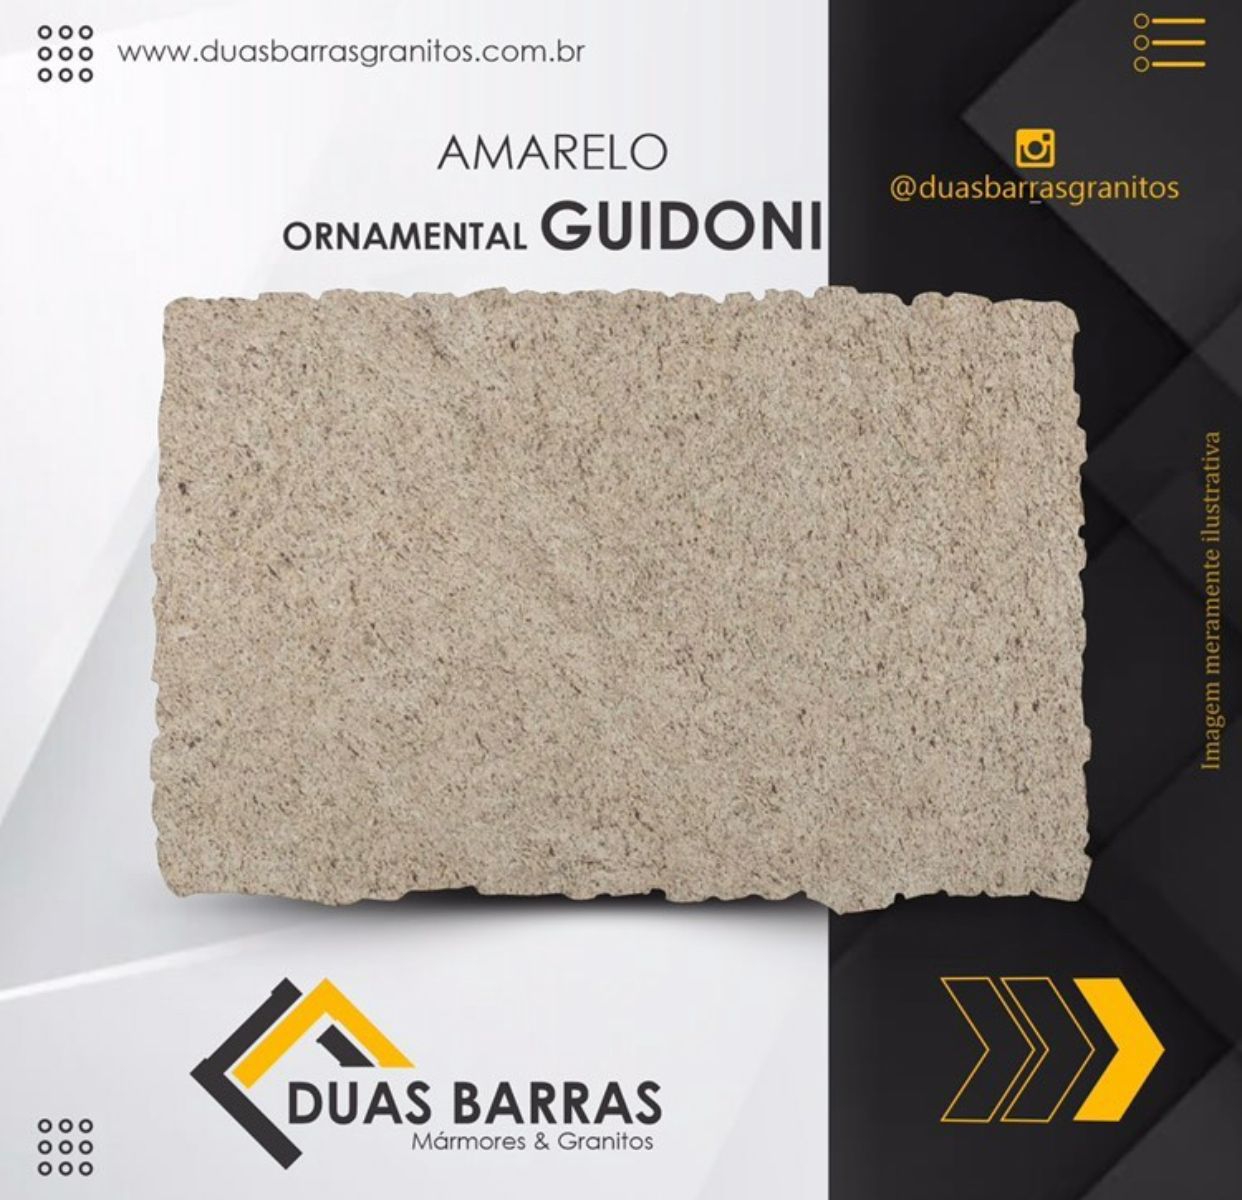 www.duasbarrasgranitos.com.br
AMARELO
ORNAMENTAL GUIDONI
@duasbarrasgranitos
Imagem meramente ilustrativa
DUAS BARRAS
Mármores & Granitos